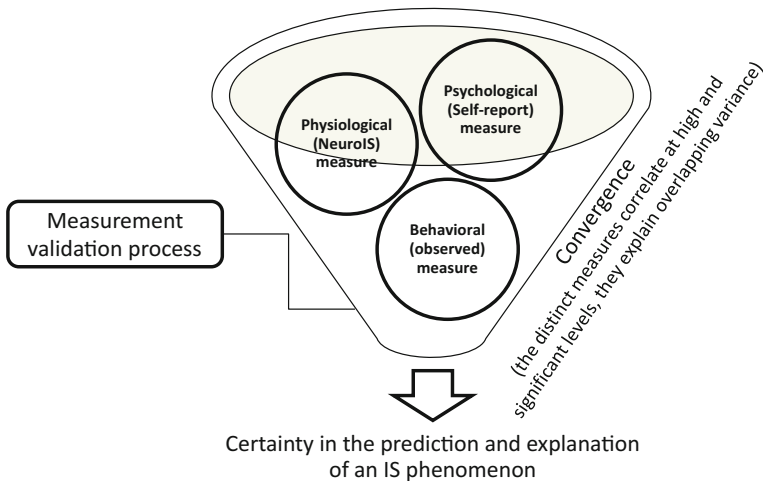 Psychological
(Self-report)
measure
Physiological
(NeuroIS)
measure
Behavioral
(observed)
measure
Measurement
validation process
Convergence
(the distinct measures correlate at high and
significant levels, they explain overlapping variance)
Certainty in the prediction and explanation
of an IS phenomenon